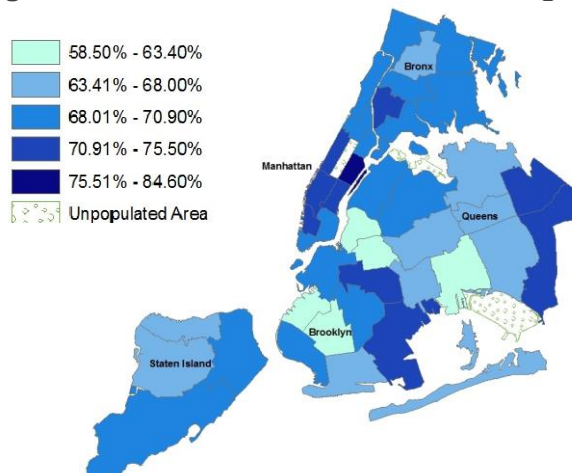 58.50% - 63.40%
63.41% - 68.00%
68.01% - 70.90%
70.91% - 75.50%
75.51% - 84.60%
Unpopulated Area
Bronx
Manhattan
Queens
Brooklyn
Staten Island